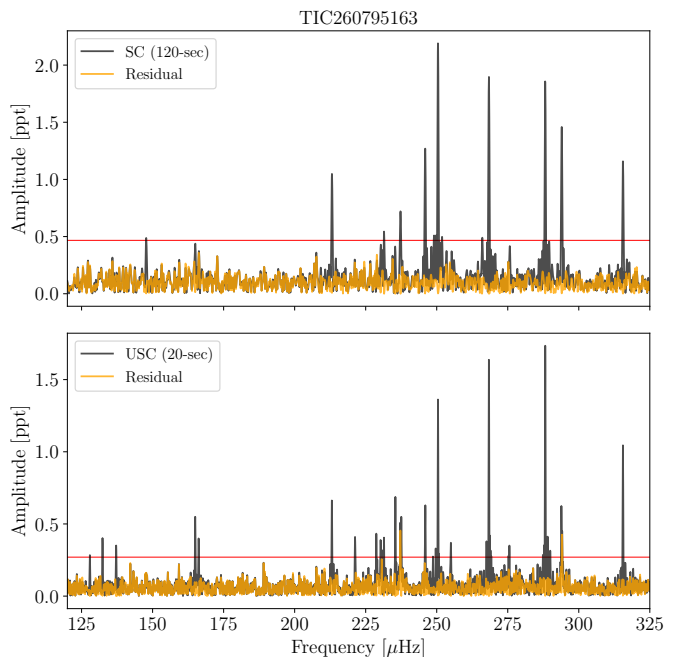 TIC260795163
SC (120-sec)
Residual
Amplitude [ppt]
2.0
1.5
1.0
0.5
0.0
USC (20-sec)
Residual
Amplitude [ppt]
1.5
1.0
0.5
0.0
125 150 175 200 225 250 275 300 325
Frequency [μHz]